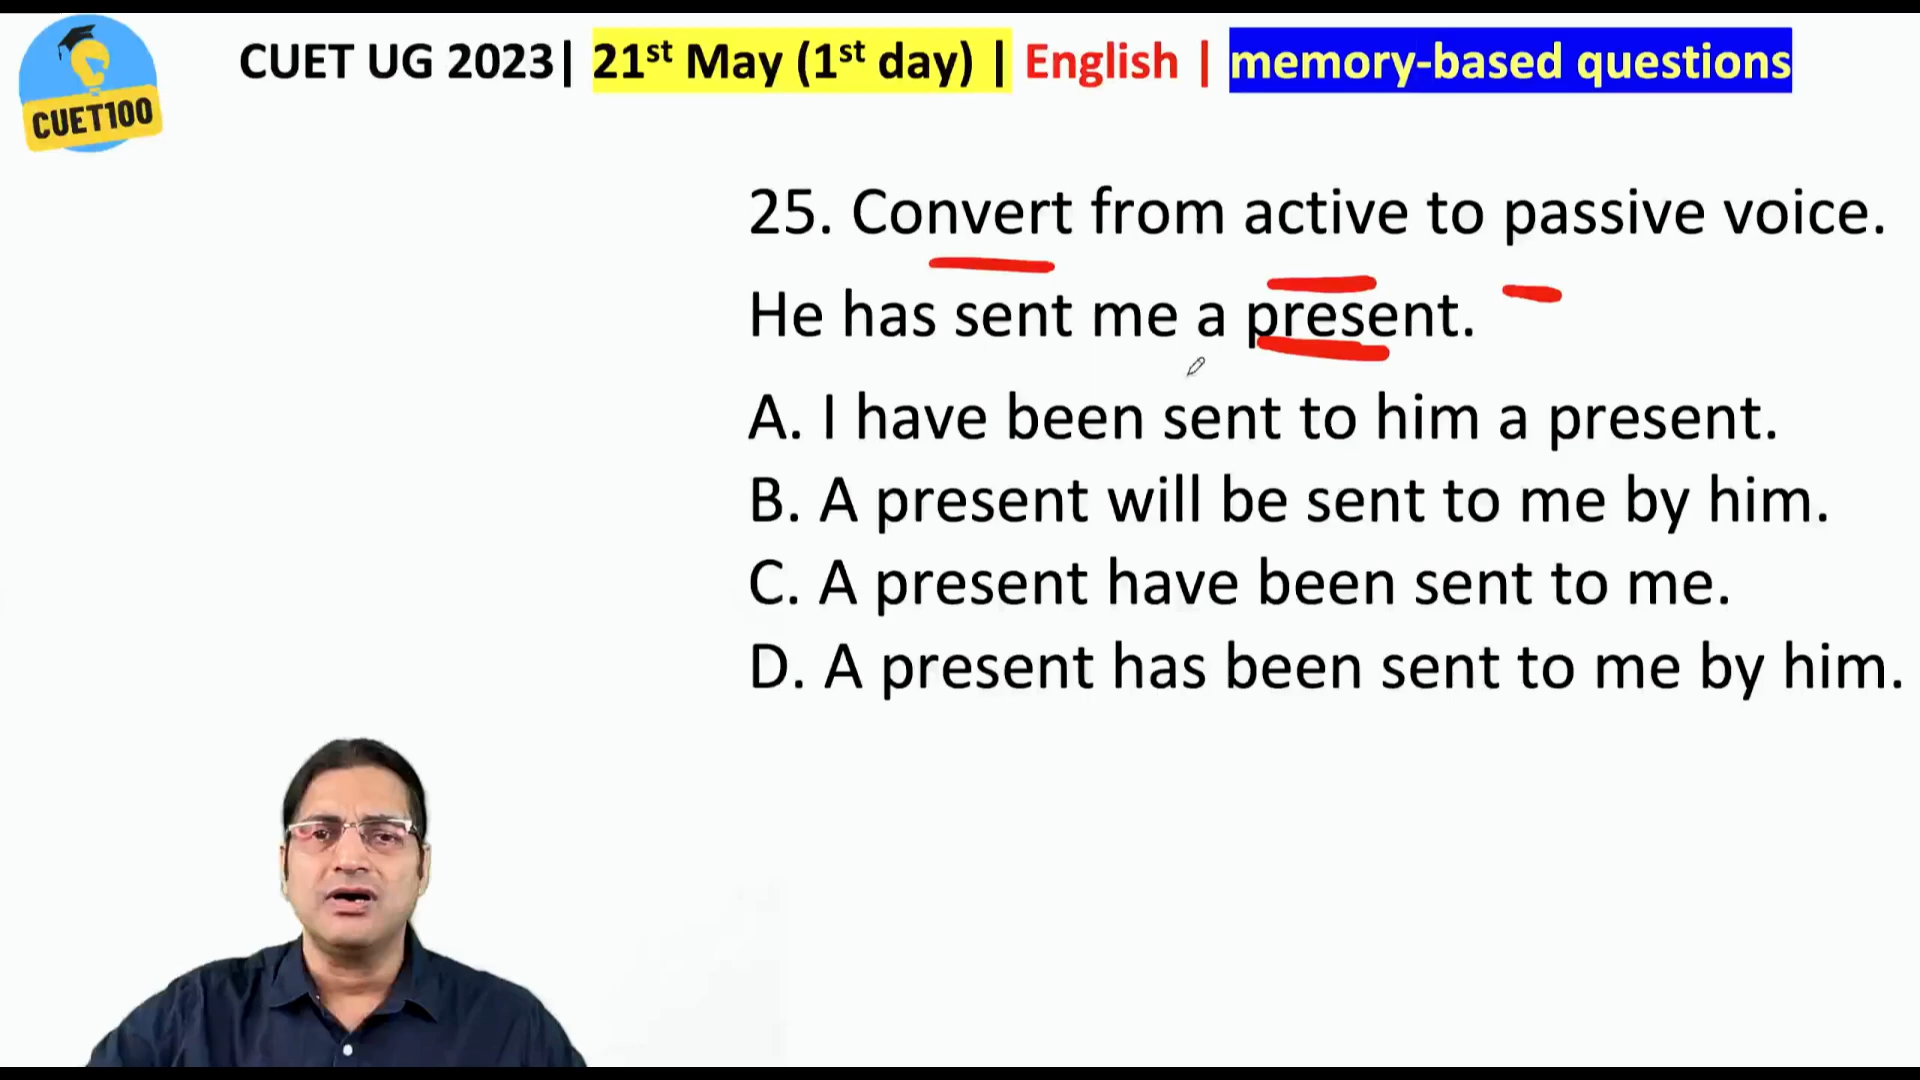 CUET UG 2023| 21st May (1st day) | English | memory-based questions
CUET100
25. Convert from active to passive voice.
He has sent me a present.
A. I have been sent to him a present.
B. A present will be sent to me by him.
C. A present have been sent to me.
D. A present has been sent to me by him.